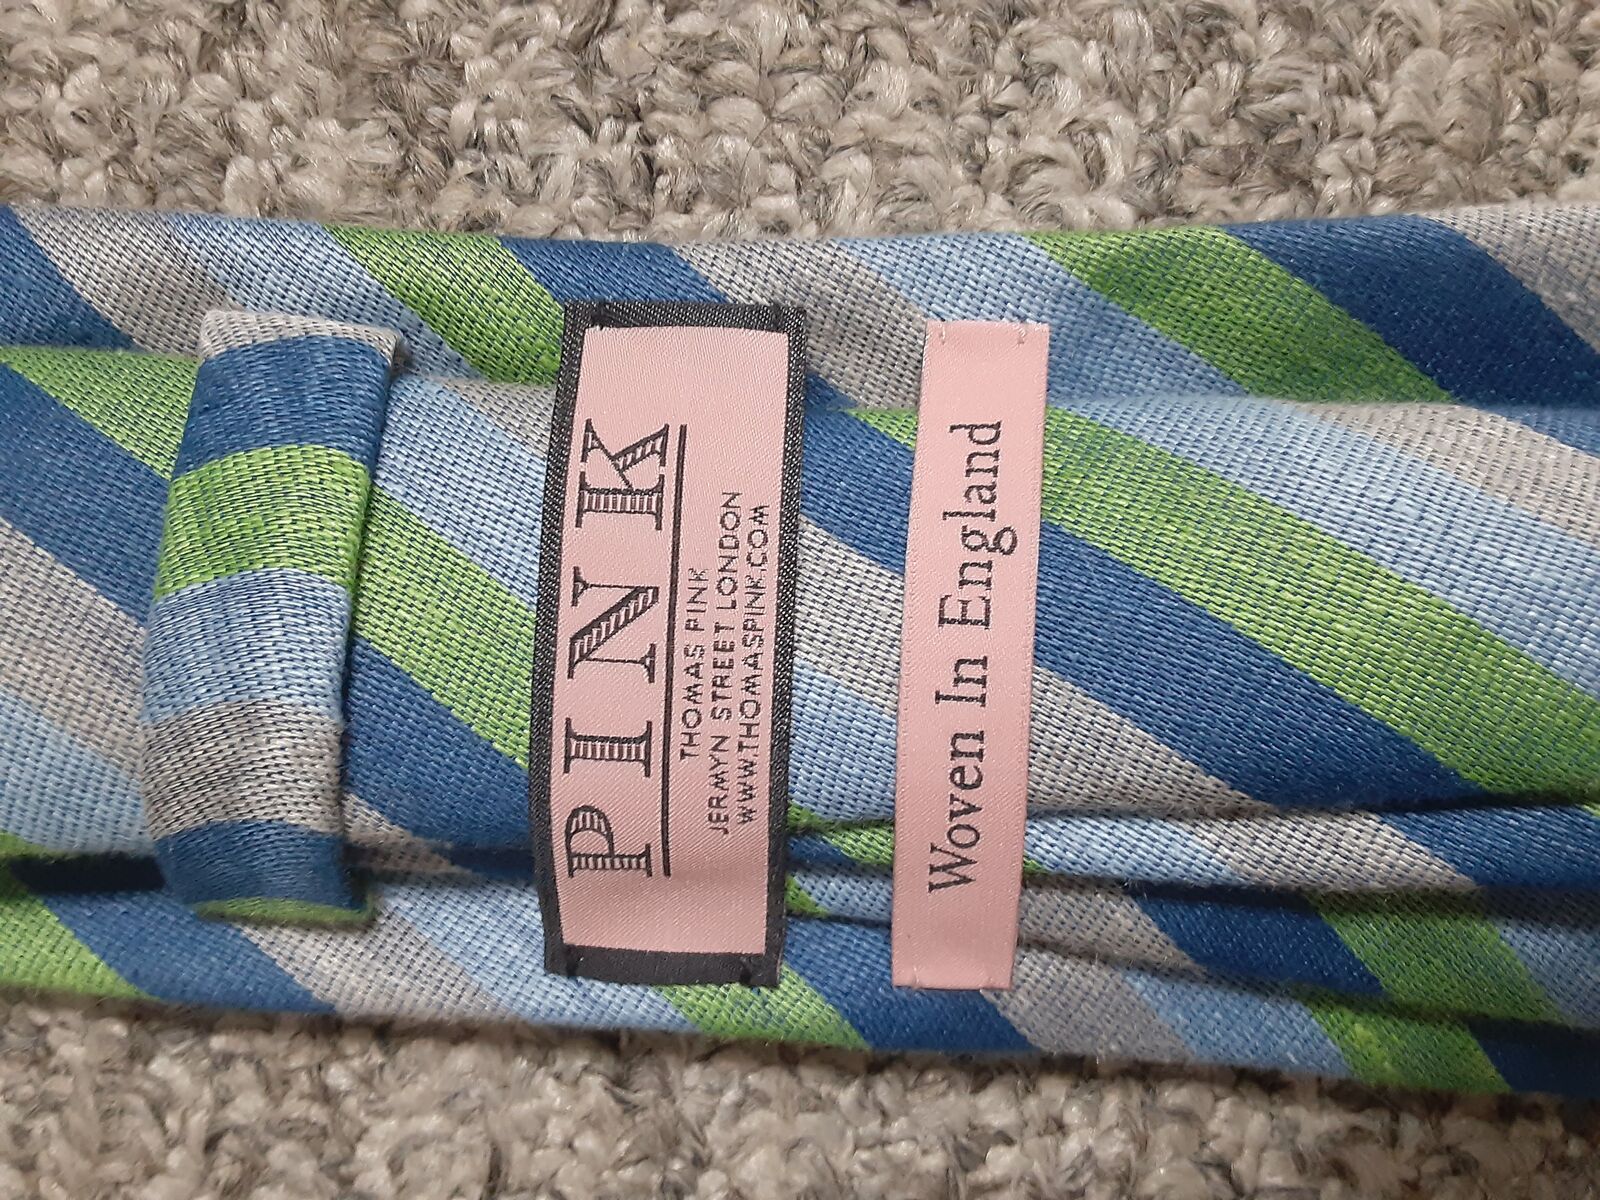 PINK
THOMAS PINK
JERMYN STREET LONDON
WWW.THOMASPINK.COM
Woven In England